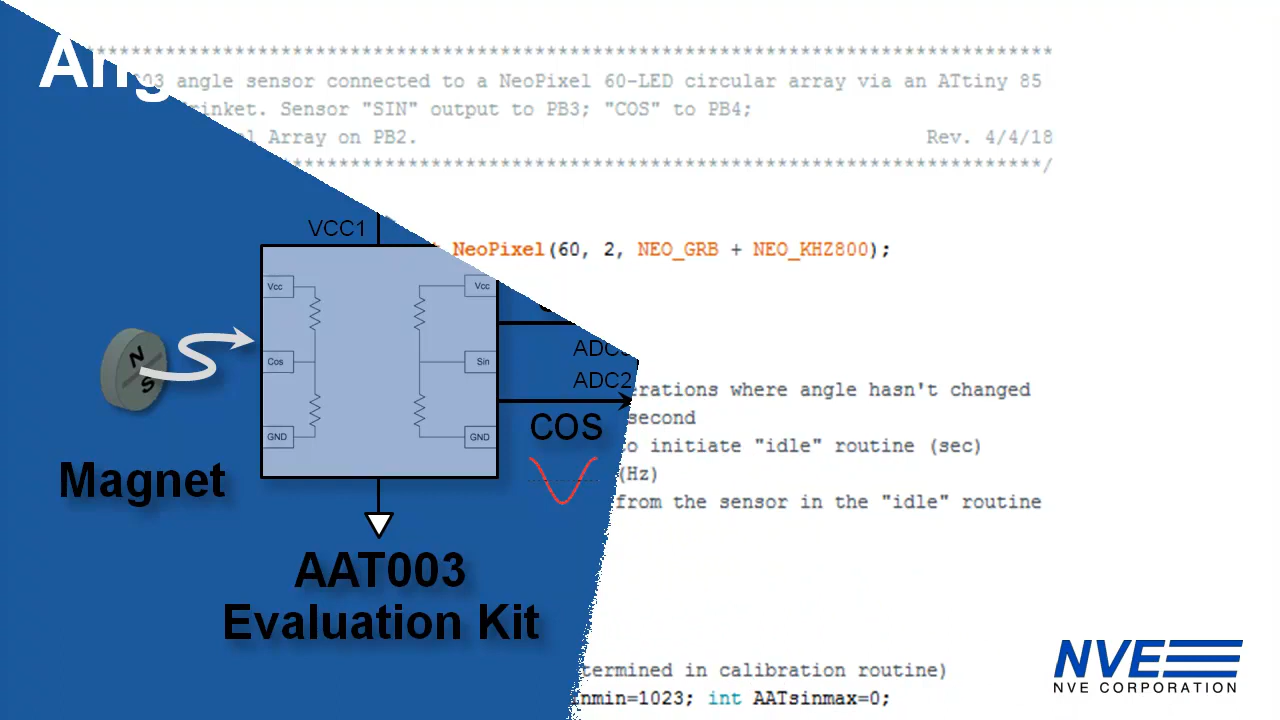 Ang
***************************************************************************
003 angle sensor connected to a NeoPixel 60-LED circular array via an ATtiny 85
rinket. Sensor "SIN" output to PB3; "COS" to PB4;
l Array on PB2. Rev. 4/4/18
***************************************************************/
VCC1
NeoPixel(60, 2, NEO_GRB + NEO_KHZ800);
Vcc Vcc
N
S
Cos Sin
ADC3
ADC2
erations where angle hasn't changed
second
COS
to initiate "idle" routine (sec)
GND GND
(Hz)
Magnet
from the sensor in the "idle" routine
AAT003
Evaluation Kit
termined in calibration routine)
nmin=1023; int AATsinmax=0;
NVE
NVE CORPORATION